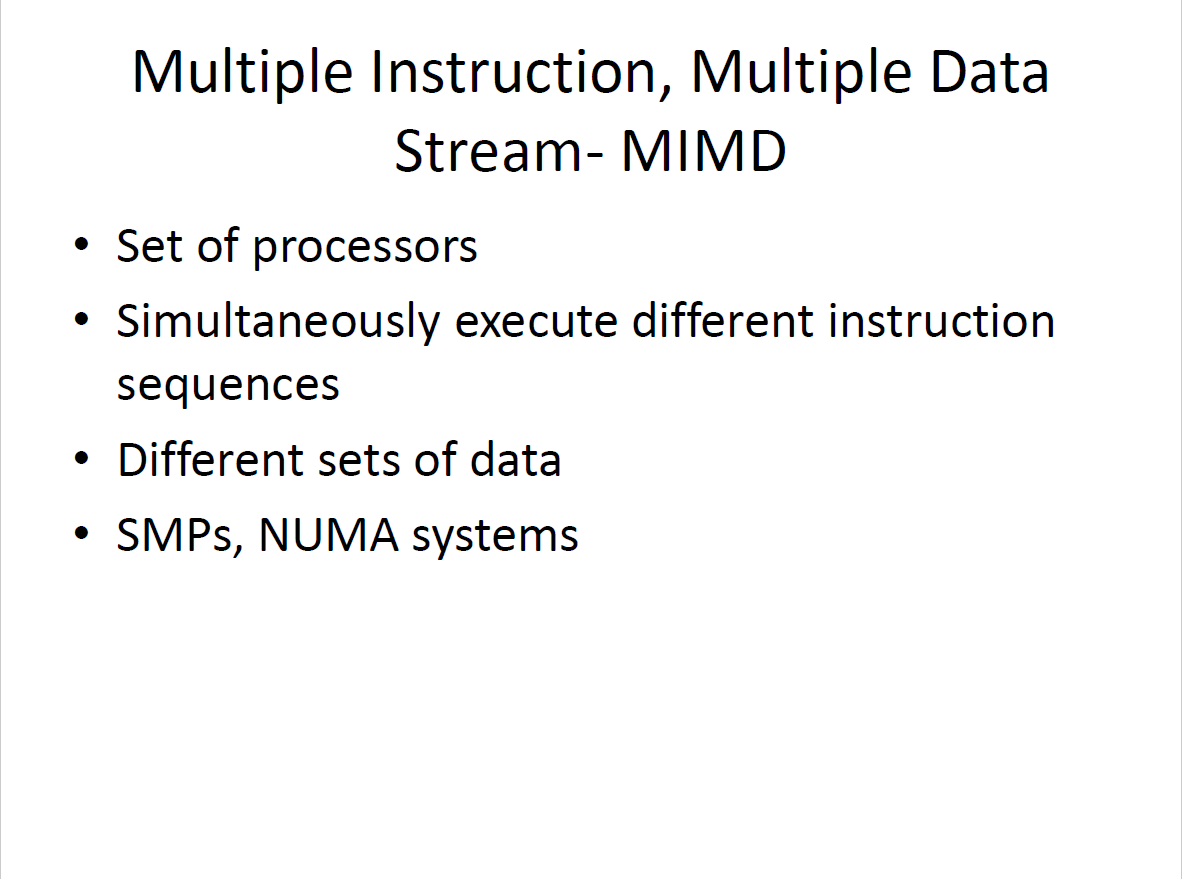 Multiple Instruction, Multiple Data
Stream- MIMD
• Set of processors
• Simultaneously execute different instruction
sequences
• Different sets of data
• SMPs, NUMA systems